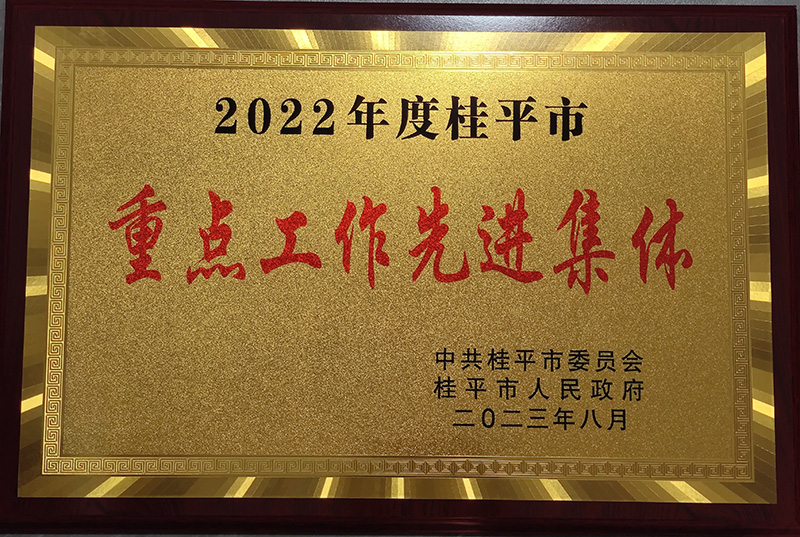 2022年度桂平市
重点工作先进集体
中共桂平市委员会
桂平市人民政府
二〇二三年八月